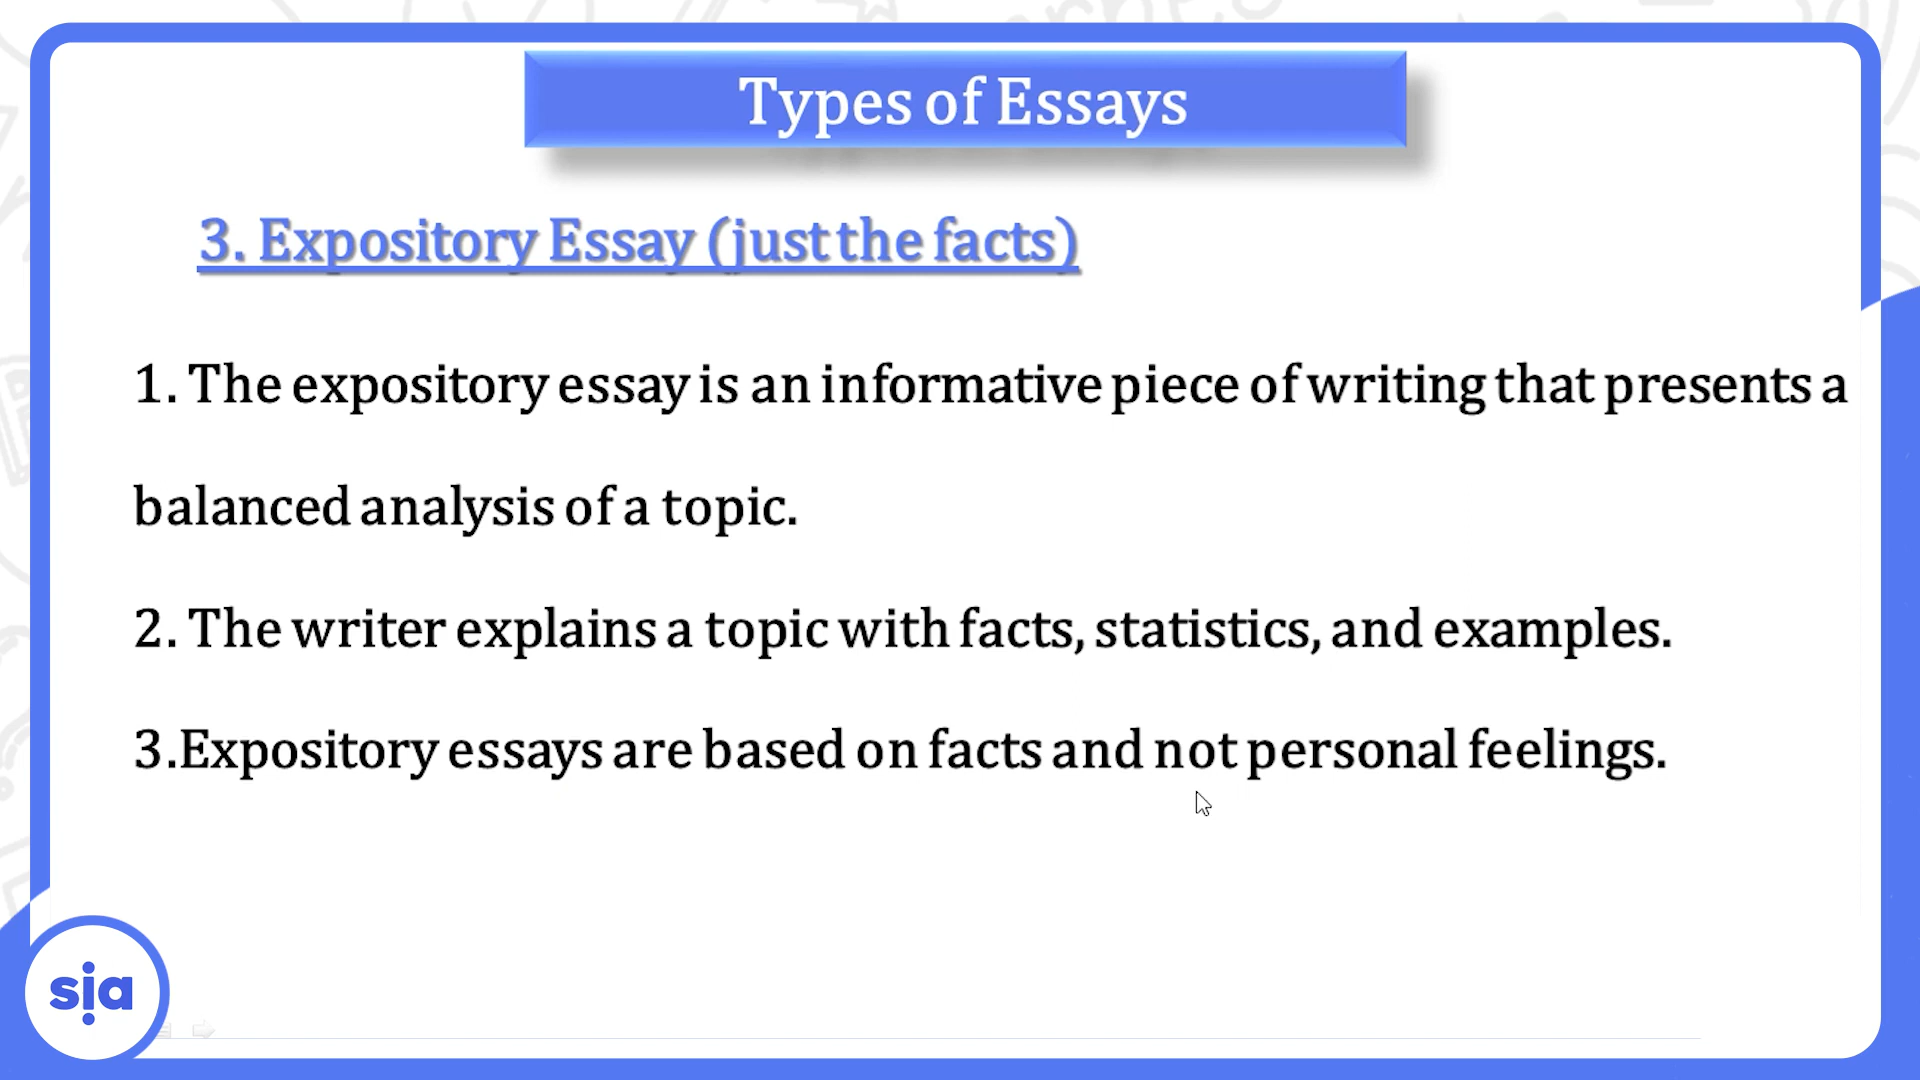 Types of Essays
3. Expository Essay (just the facts)
1. The expository essay is an informative piece of writing that presents a
balanced analysis of a topic.
2. The writer explains a topic with facts, statistics, and examples.
3.Expository essays are based on facts and not personal feelings.
sia